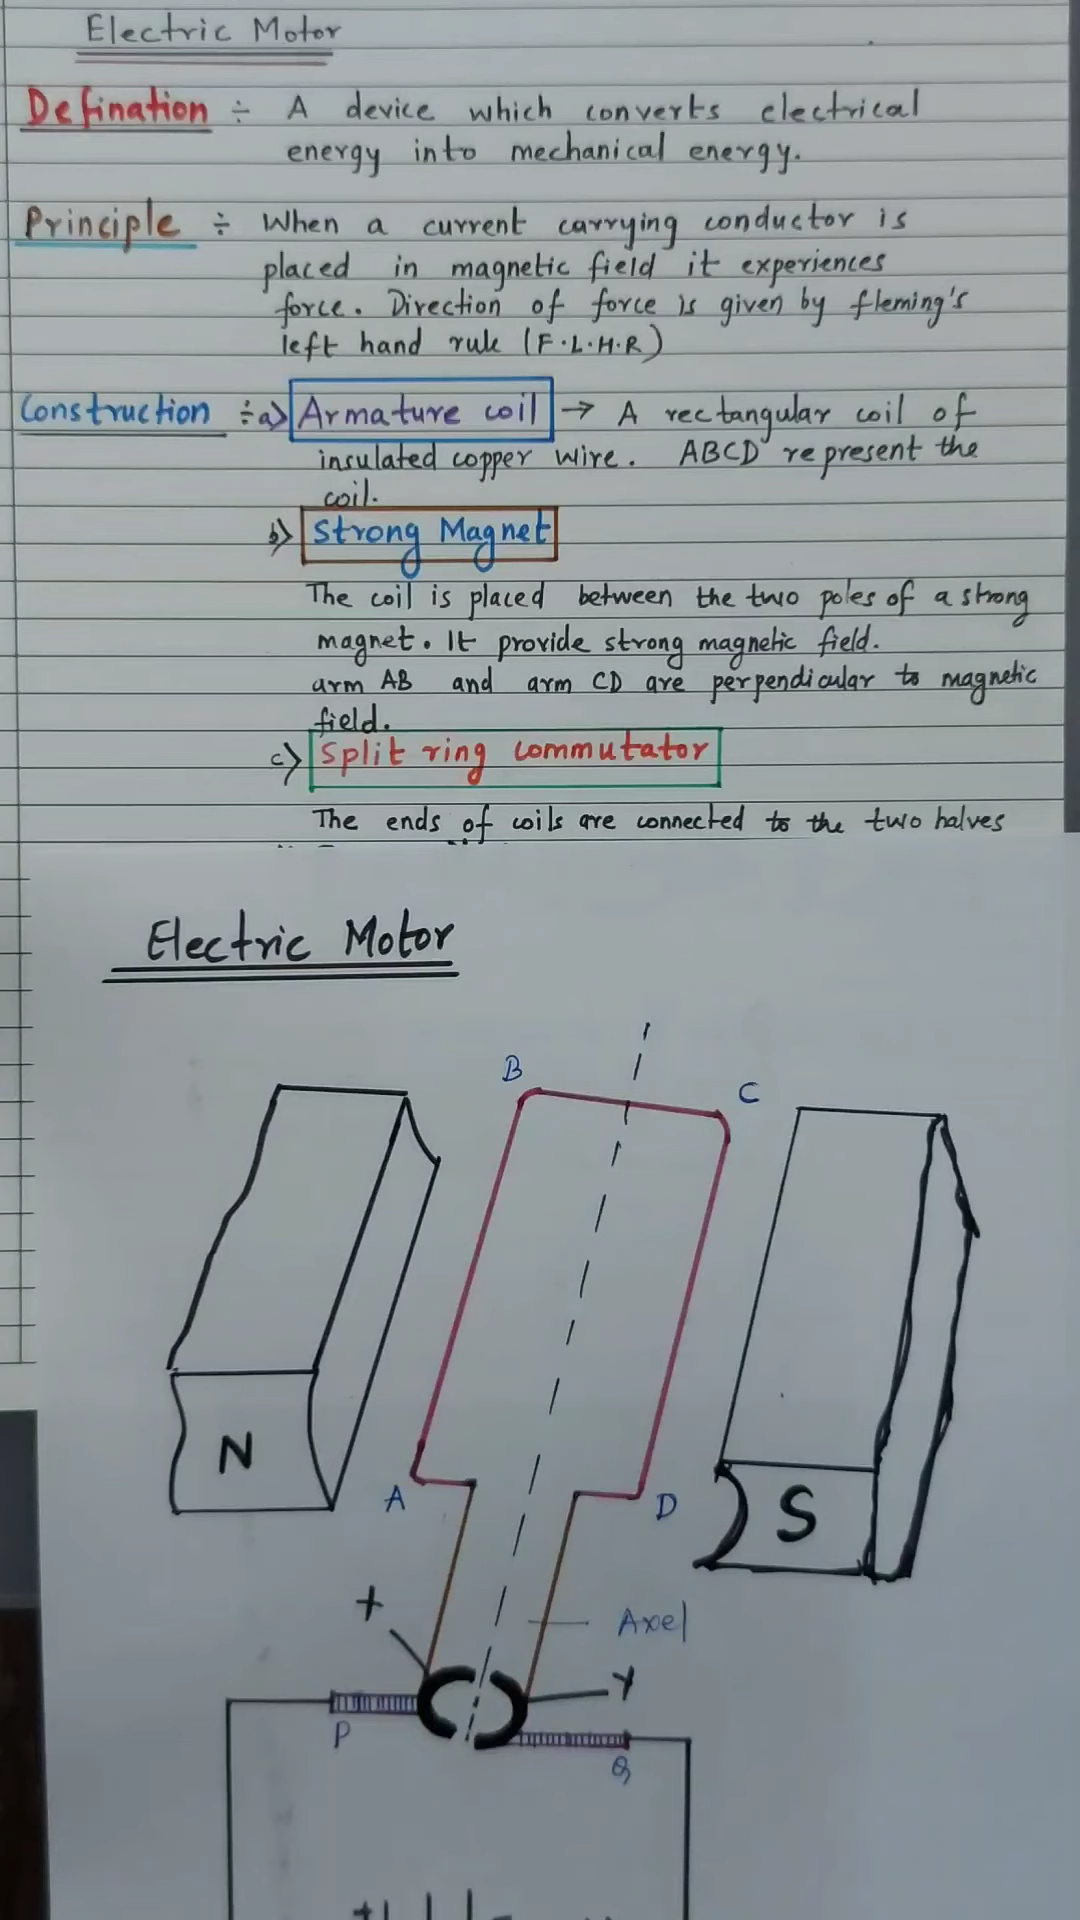 Electric Motor
Defination ÷ A device which converts electrical
energy into mechanical energy.
Principle ÷ When a current carrying conductor is
placed in magnetic field it experiences
force. Direction of force is given by fleming's
left hand rule (F.L.H.R)
Construction ÷ a) Armature coil → A rectangular coil of
insulated copper wire. ABCD represent the
coil.
b) Strong Magnet
The coil is placed between the two poles of a strong
magnet. It provide strong magnetic field.
arm AB and arm CD are perpendicular to magnetic
field.
c) Split ring commutator
The ends of coils are connected to the two halves
Electric Motor
B
C
N
A
D
S
+
Axel
Y
P
Q
+
-